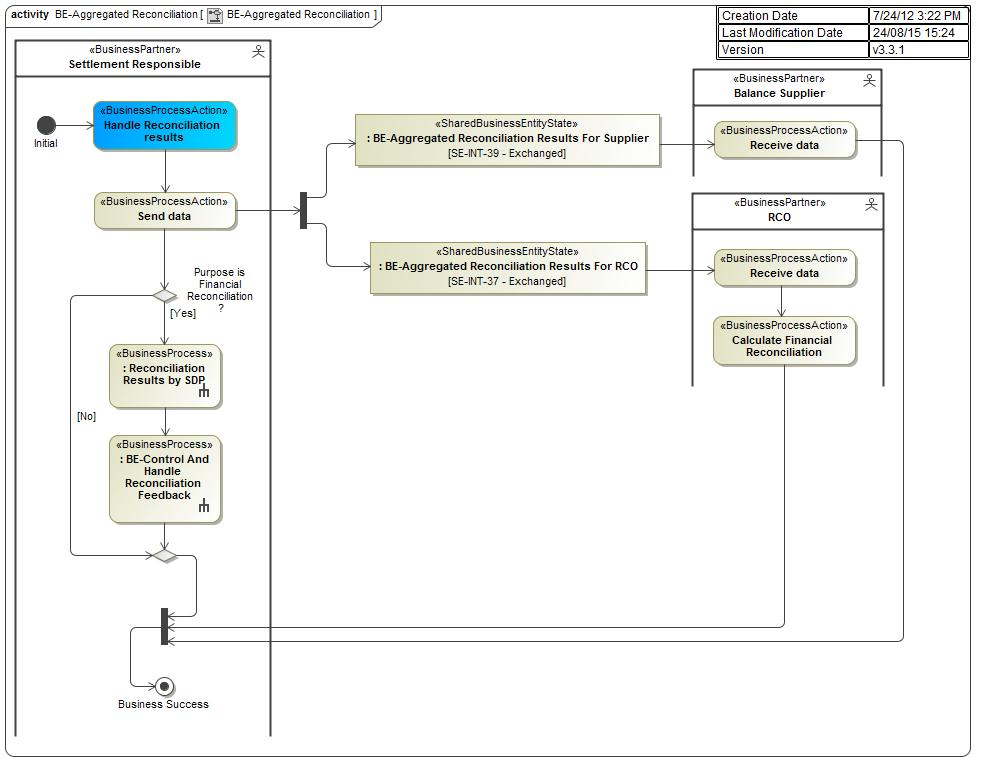 activity BE-Aggregated Reconciliation [ BE-Aggregated Reconciliation ]
Creation Date 7/24/12 3:22 PM
Last Modification Date 24/08/15 15:24
Version v3.3.1
«BusinessPartner»
Settlement Responsible
Initial
«BusinessProcessAction»
Handle Reconciliation
results
«BusinessProcessAction»
Send data
Purpose is
Financial
Reconciliation
?
[Yes]
[No]
«BusinessProcess»
: Reconciliation
Results by SDP
«BusinessProcess»
: BE-Control And
Handle
Reconciliation
Feedback
Business Success
«SharedBusinessEntityState»
: BE-Aggregated Reconciliation Results For Supplier
[SE-INT-39 - Exchanged]
«SharedBusinessEntityState»
: BE-Aggregated Reconciliation Results For RCO
[SE-INT-37 - Exchanged]
«BusinessPartner»
Balance Supplier
«BusinessProcessAction»
Receive data
«BusinessPartner»
RCO
«BusinessProcessAction»
Receive data
«BusinessProcessAction»
Calculate Financial
Reconciliation